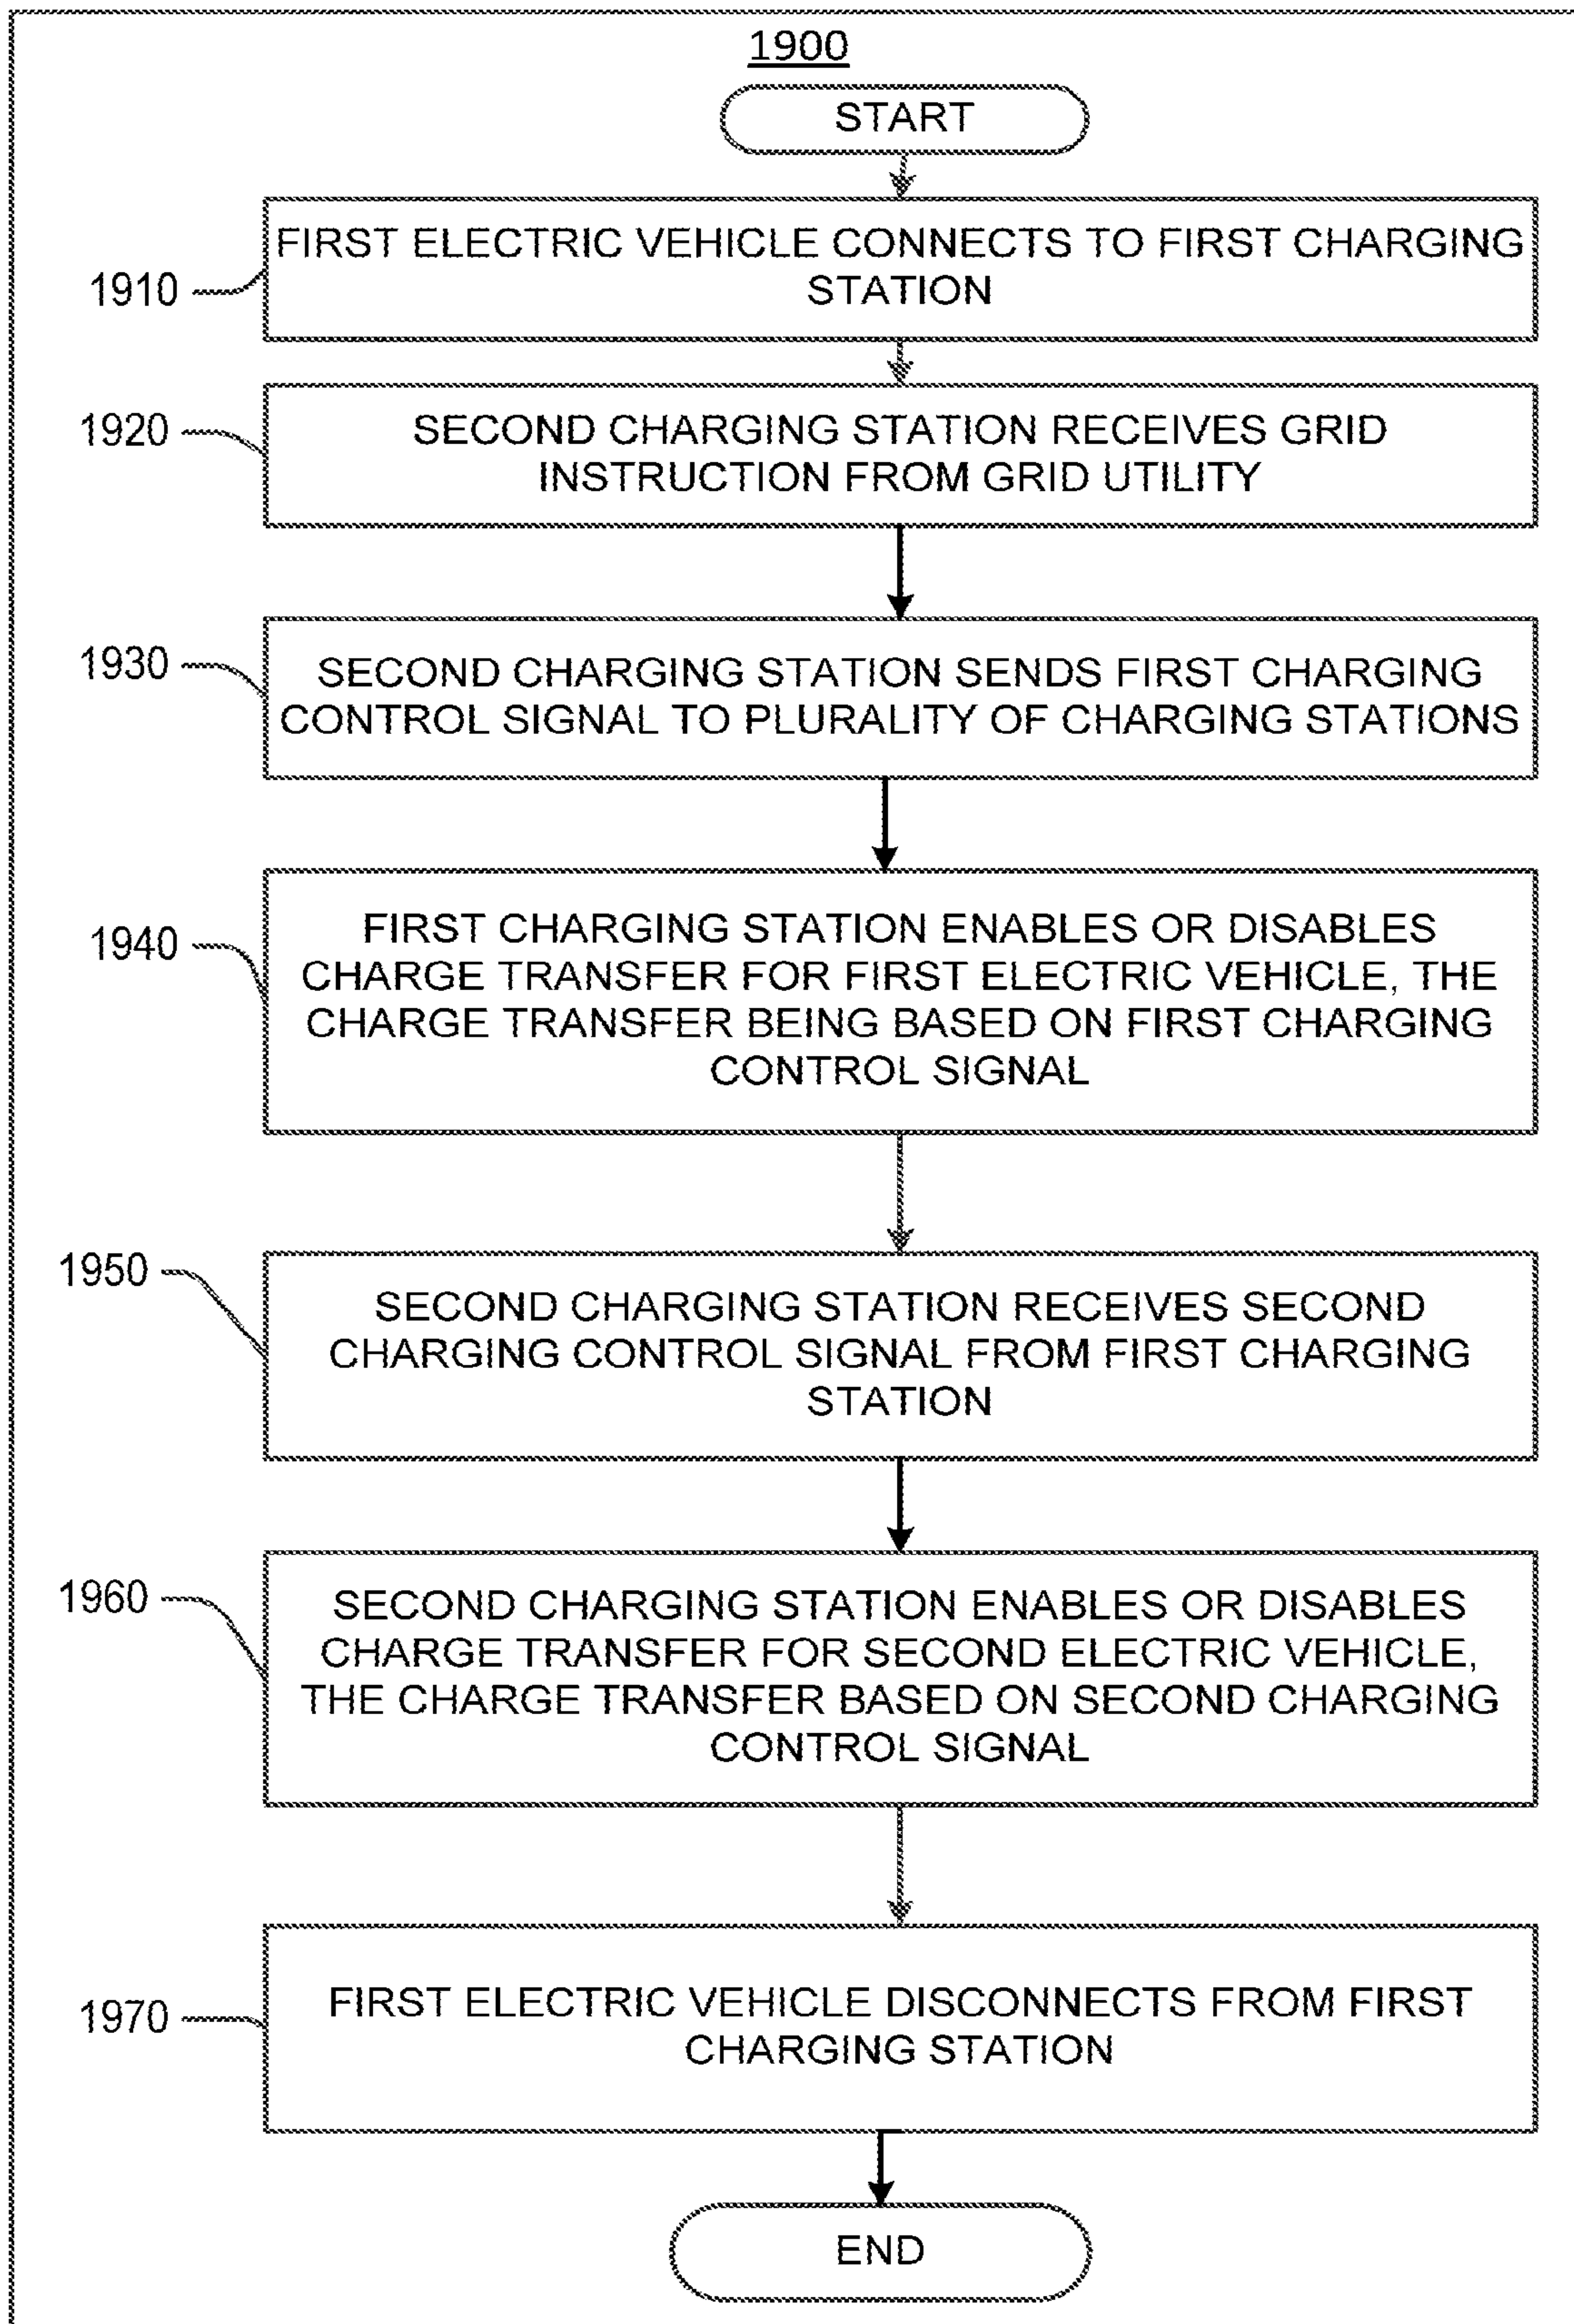 1900
START
1910
FIRST ELECTRIC VEHICLE CONNECTS TO FIRST CHARGING
STATION
1920
SECOND CHARGING STATION RECEIVES GRID
INSTRUCTION FROM GRID UTILITY
1930
SECOND CHARGING STATION SENDS FIRST CHARGING
CONTROL SIGNAL TO PLURALITY OF CHARGING STATIONS
1940
FIRST CHARGING STATION ENABLES OR DISABLES
CHARGE TRANSFER FOR FIRST ELECTRIC VEHICLE, THE
CHARGE TRANSFER BEING BASED ON FIRST CHARGING
CONTROL SIGNAL
1950
SECOND CHARGING STATION RECEIVES SECOND
CHARGING CONTROL SIGNAL FROM FIRST CHARGING
STATION
1960
SECOND CHARGING STATION ENABLES OR DISABLES
CHARGE TRANSFER FOR SECOND ELECTRIC VEHICLE,
THE CHARGE TRANSFER BASED ON SECOND CHARGING
CONTROL SIGNAL
1970
FIRST ELECTRIC VEHICLE DISCONNECTS FROM FIRST
CHARGING STATION
END